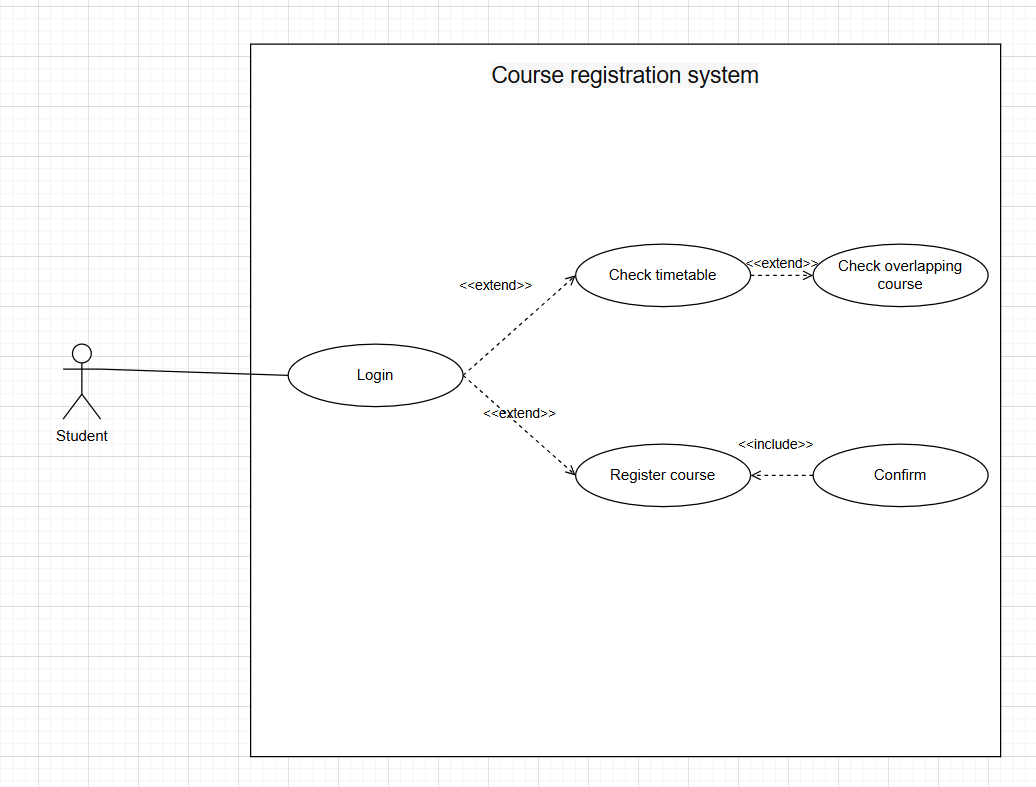 Course registration system
<<extend>>
Check timetable
<<extend>>
Check overlapping
course
Student
Login
<<extend>>
Register course
<<include>>
Confirm